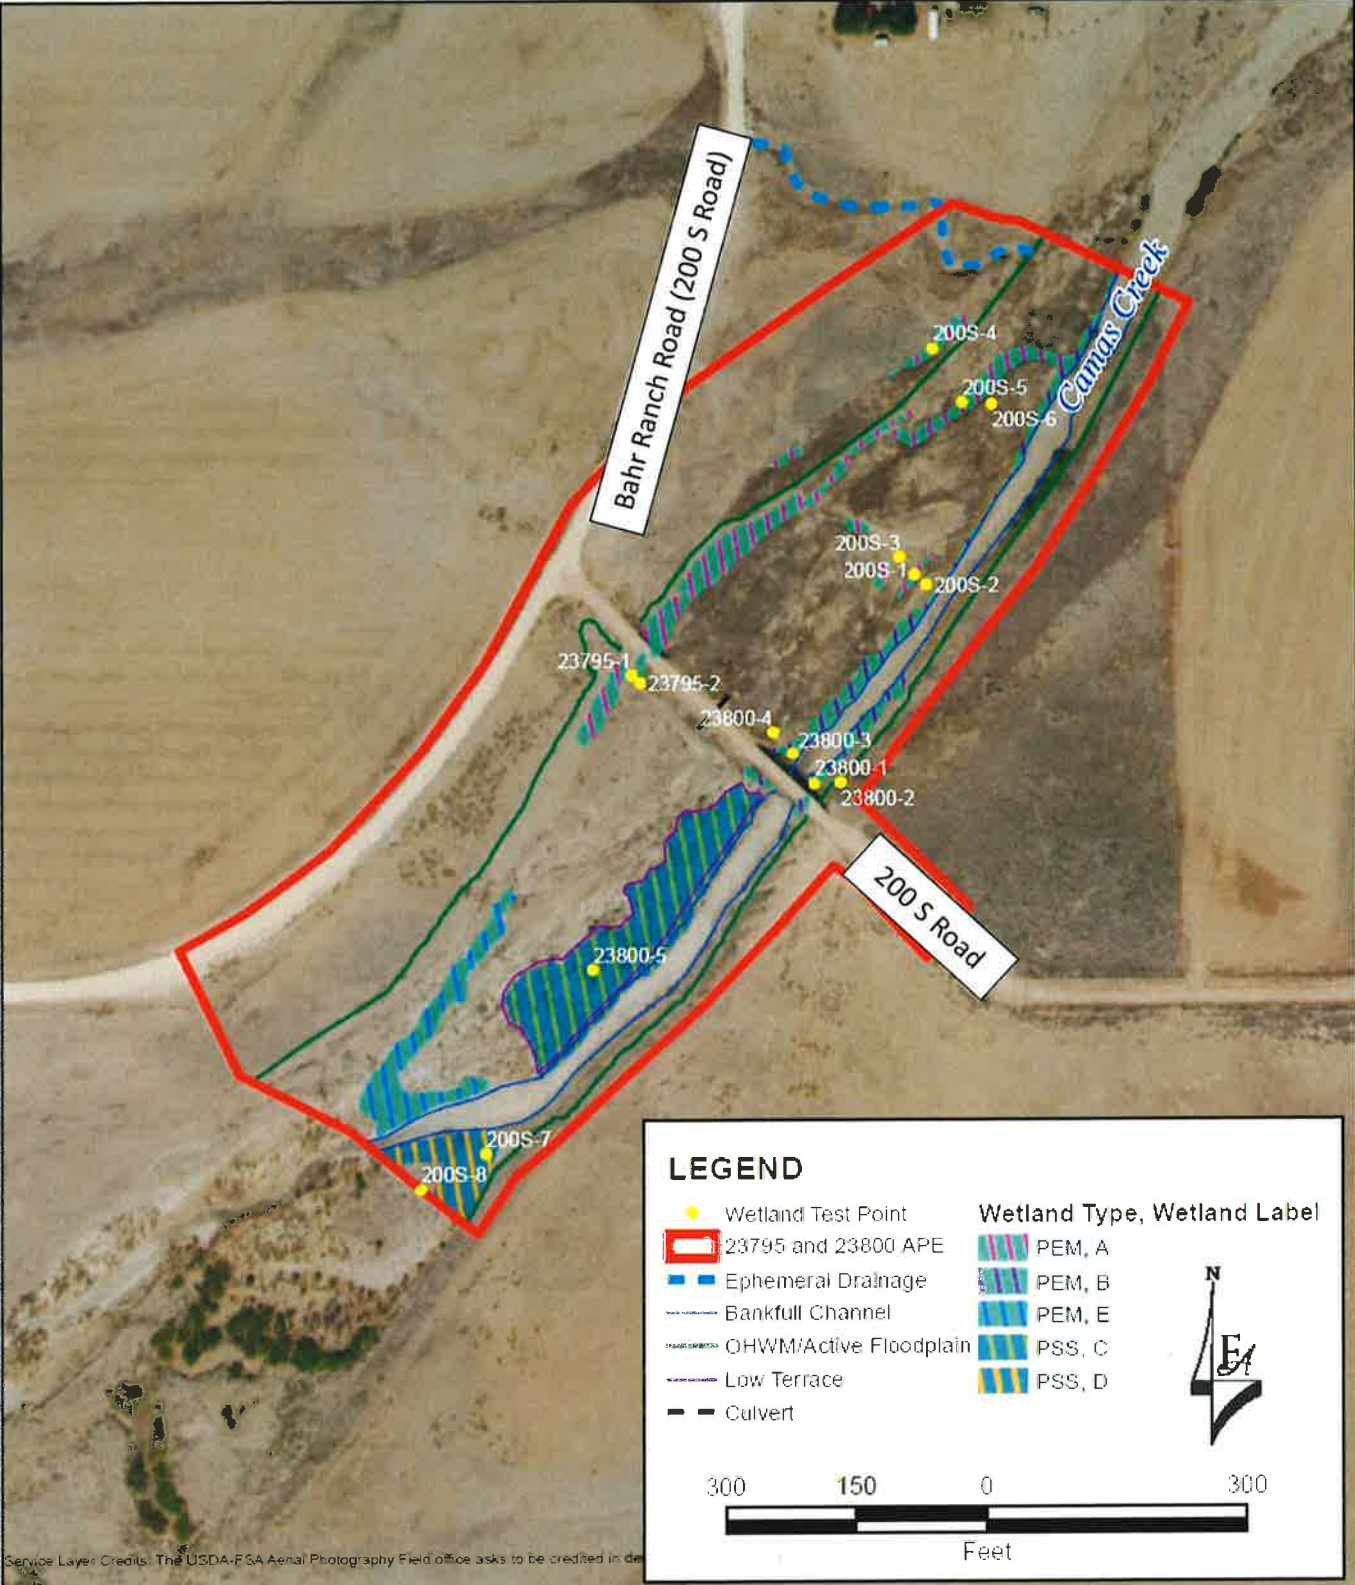 Bahr Ranch Road (200 S Road)
Camas Creek
200S-4
200S-5
200S-6
200S-3
200S-1
200S-2
23795-1
23795-2
23800-4
23800-3
23800-1
23800-2
200 S Road
23800-5
200S-7
200S-8
LEGEND
Wetland Test Point
23795 and 23800 APE
Ephemeral Drainage
Bankfull Channel
OHWM/Active Floodplain
Low Terrace
Culvert
Wetland Type, Wetland Label
PEM, A
PEM, B
PEM, E
PSS, C
PSS, D
N
300 150 0 300
Feet
Service Layer Credits: The USDA-FSA Aerial Photography Field office asks to be credited in de